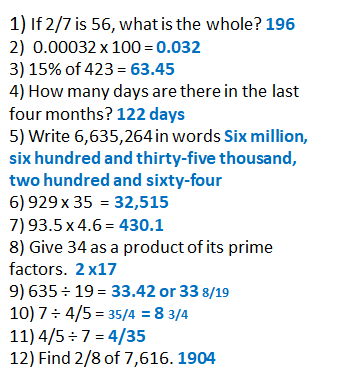 1) If 2/7 is 56, what is the whole? 196
2)  0.00032 x 100 = 0.032
3) 15% of 423 = 63.45
4) How many days are there in the last
four months? 122 days
5) Write 6,635,264 in words Six million,
six hundred and thirty-five thousand,
two hundred and sixty-four
6) 929 x 35  = 32,515
7) 93.5 x 4.6 = 430.1
8) Give 34 as a product of its prime
factors.  2 x17
9) 635 ÷ 19 = 33.42 or 33 8/19
10) 7 ÷ 4/5 = 35/4 = 8 3/4
11) 4/5 ÷ 7 = 4/35
12) Find 2/8 of 7,616. 1904